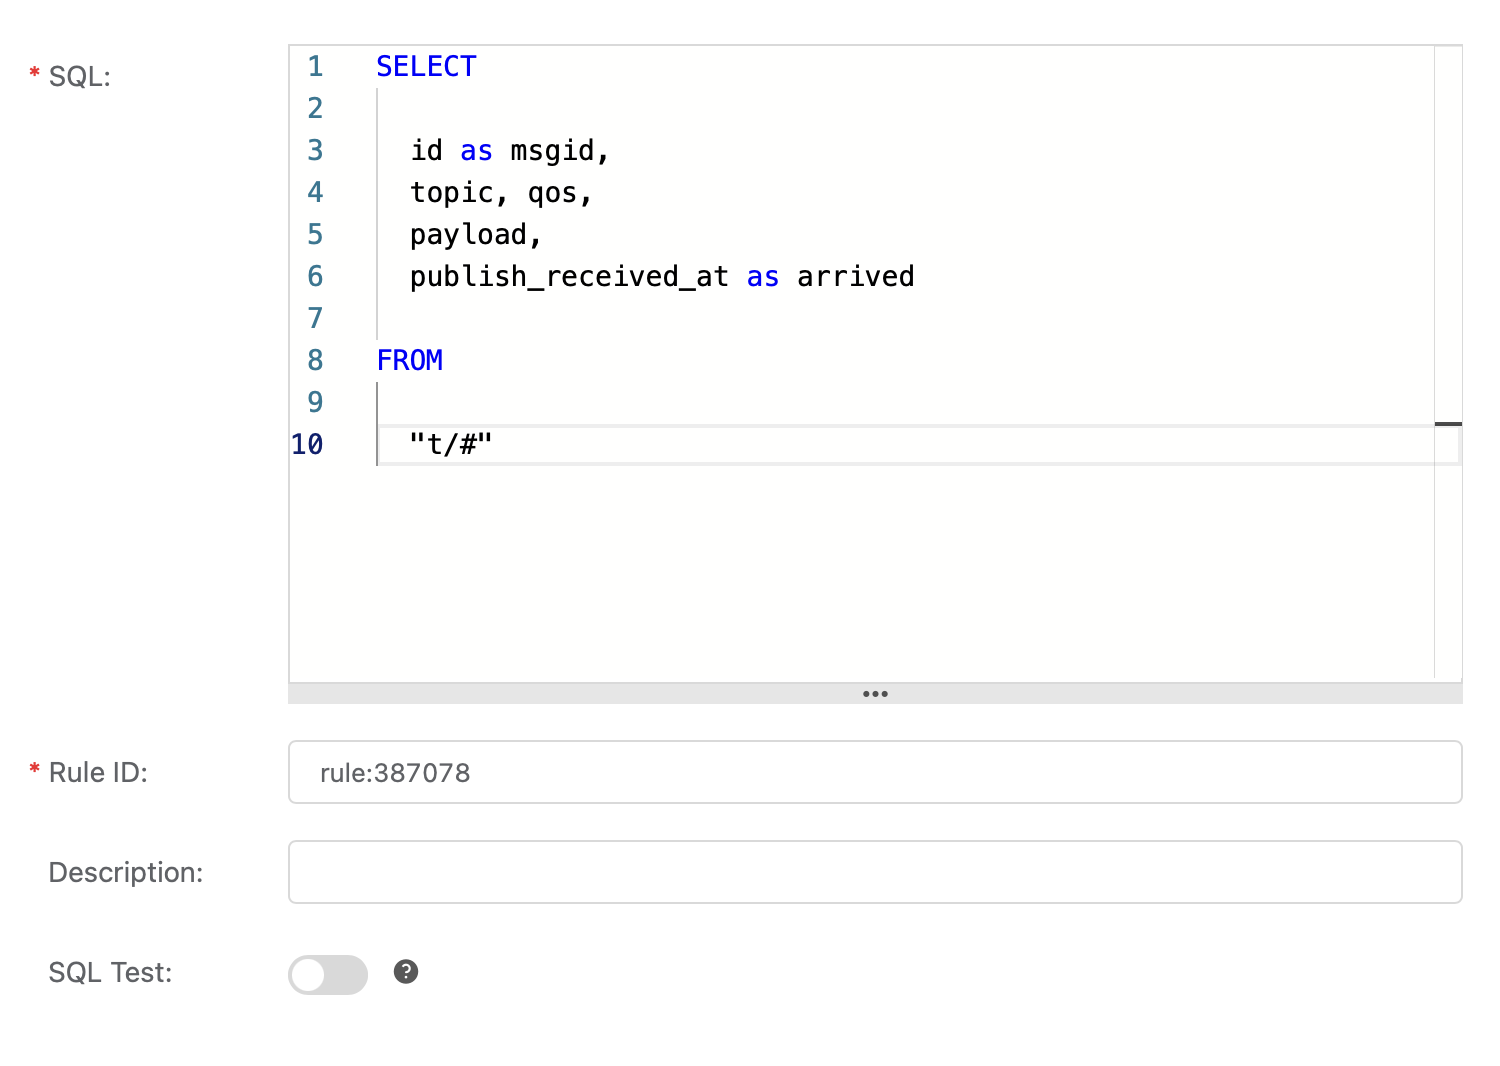 * SQL:
1 SELECT
2
3 id as msgid,
4 topic, qos,
5 payload,
6 publish_received_at as arrived
7
8 FROM
9
10 "t/#"
* Rule ID: rule:387078
Description:
SQL Test: ?